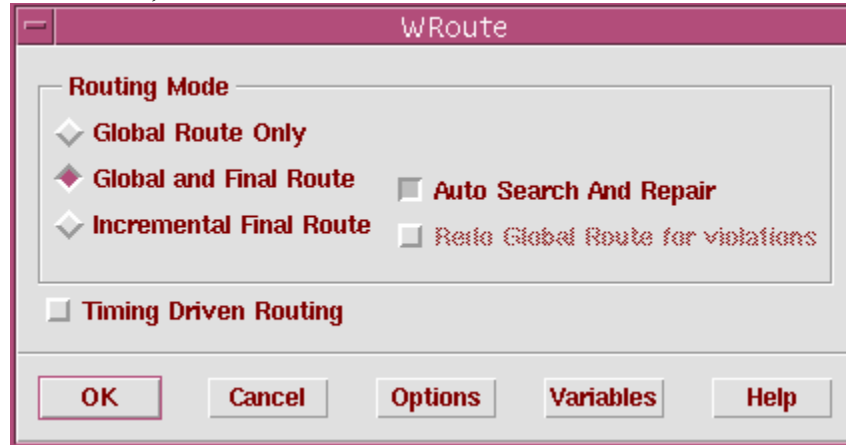 WRoute
Routing Mode
Global Route Only
Global and Final Route
Auto Search And Repair
Incremental Final Route
Redo Global Route for violations
Timing Driven Routing
OK Cancel Options Variables Help